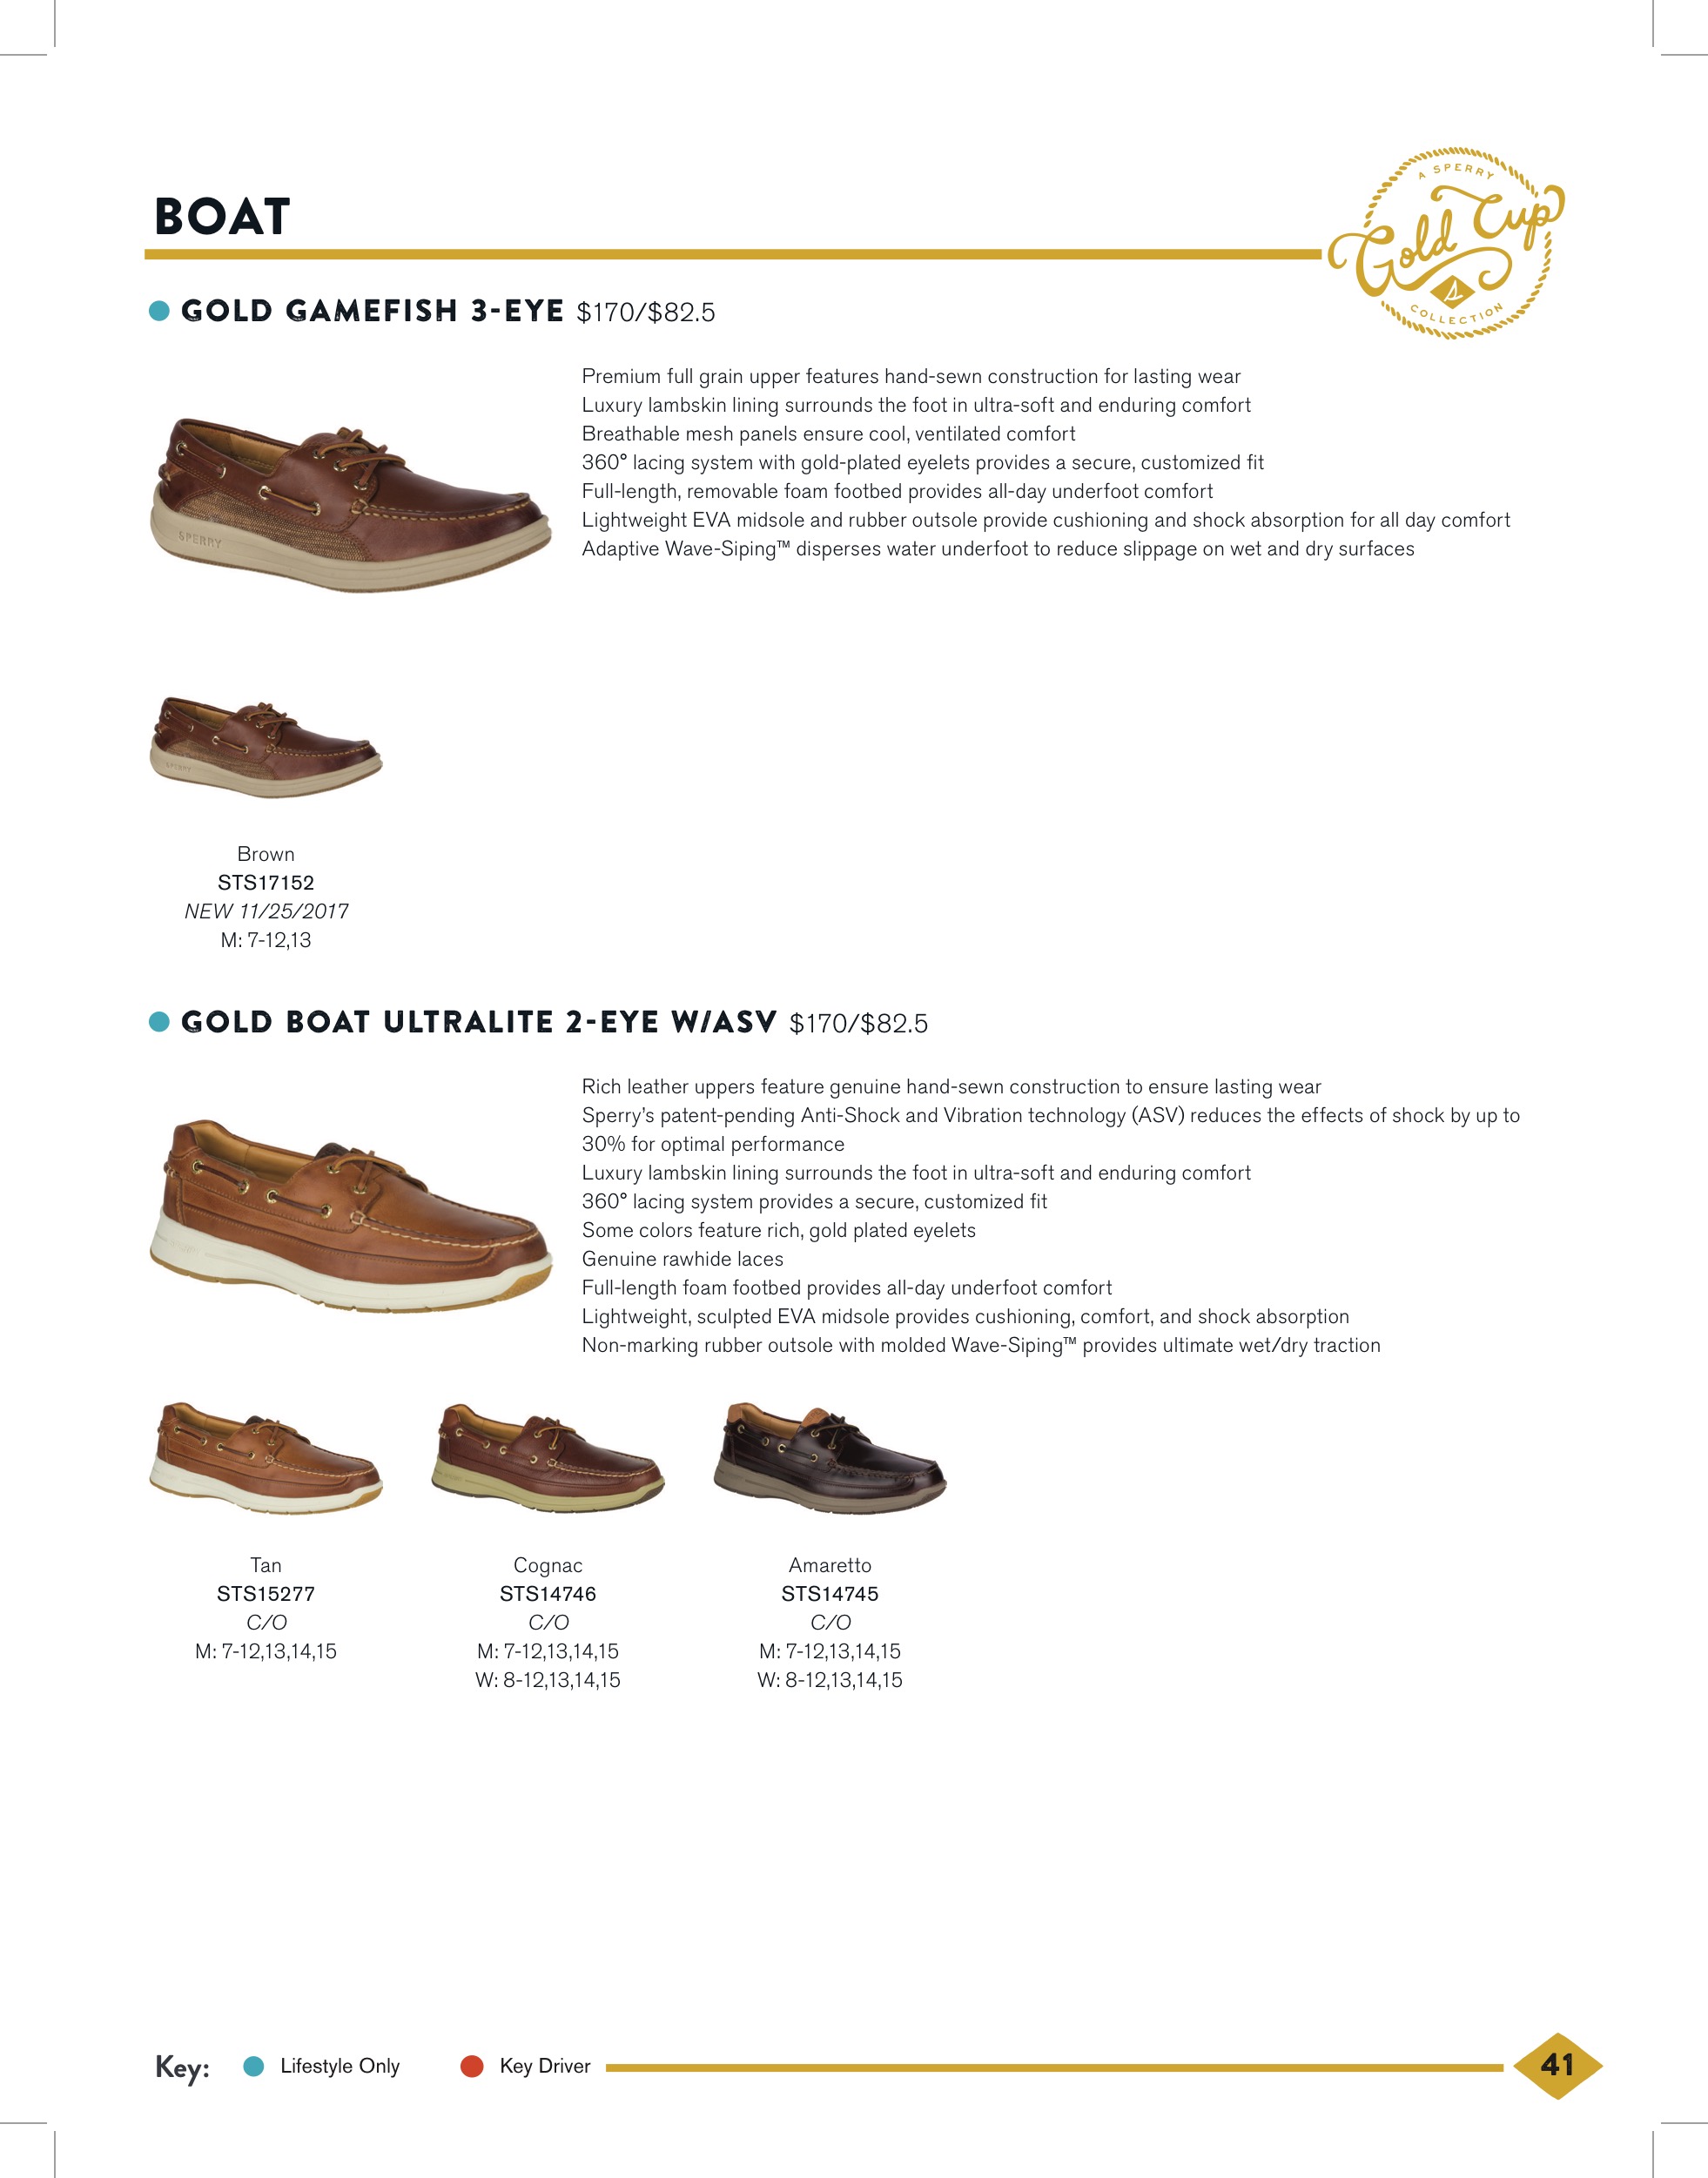 A SPERRY
Gold Cup
COLLECTION
BOAT
GOLD GAMEFISH 3-EYE $170/$82.5
Premium full grain upper features hand-sewn construction for lasting wear
Luxury lambskin lining surrounds the foot in ultra-soft and enduring comfort
Breathable mesh panels ensure cool, ventilated comfort
360° lacing system with gold-plated eyelets provides a secure, customized fit
Full-length, removable foam footbed provides all-day underfoot comfort
Lightweight EVA midsole and rubber outsole provide cushioning and shock absorption for all day comfort
Adaptive Wave-Siping™ disperses water underfoot to reduce slippage on wet and dry surfaces
SPERRY
SPERRY
Brown
STS17152
NEW 11/25/2017
M: 7-12,13
GOLD BOAT ULTRALITE 2-EYE W/ASV $170/$82.5
Rich leather uppers feature genuine hand-sewn construction to ensure lasting wear
Sperry's patent-pending Anti-Shock and Vibration technology (ASV) reduces the effects of shock by up to
30% for optimal performance
Luxury lambskin lining surrounds the foot in ultra-soft and enduring comfort
360° lacing system provides a secure, customized fit
Some colors feature rich, gold plated eyelets
Genuine rawhide laces
Full-length foam footbed provides all-day underfoot comfort
Lightweight, sculpted EVA midsole provides cushioning, comfort, and shock absorption
Non-marking rubber outsole with molded Wave-Siping™ provides ultimate wet/dry traction
Tan
STS15277
C/O
M: 7-12,13,14,15
Cognac
STS14746
C/O
M: 7-12,13,14,15
W: 8-12,13,14,15
Amaretto
STS14745
C/O
M: 7-12,13,14,15
W: 8-12,13,14,15
Key: Lifestyle Only Key Driver
41